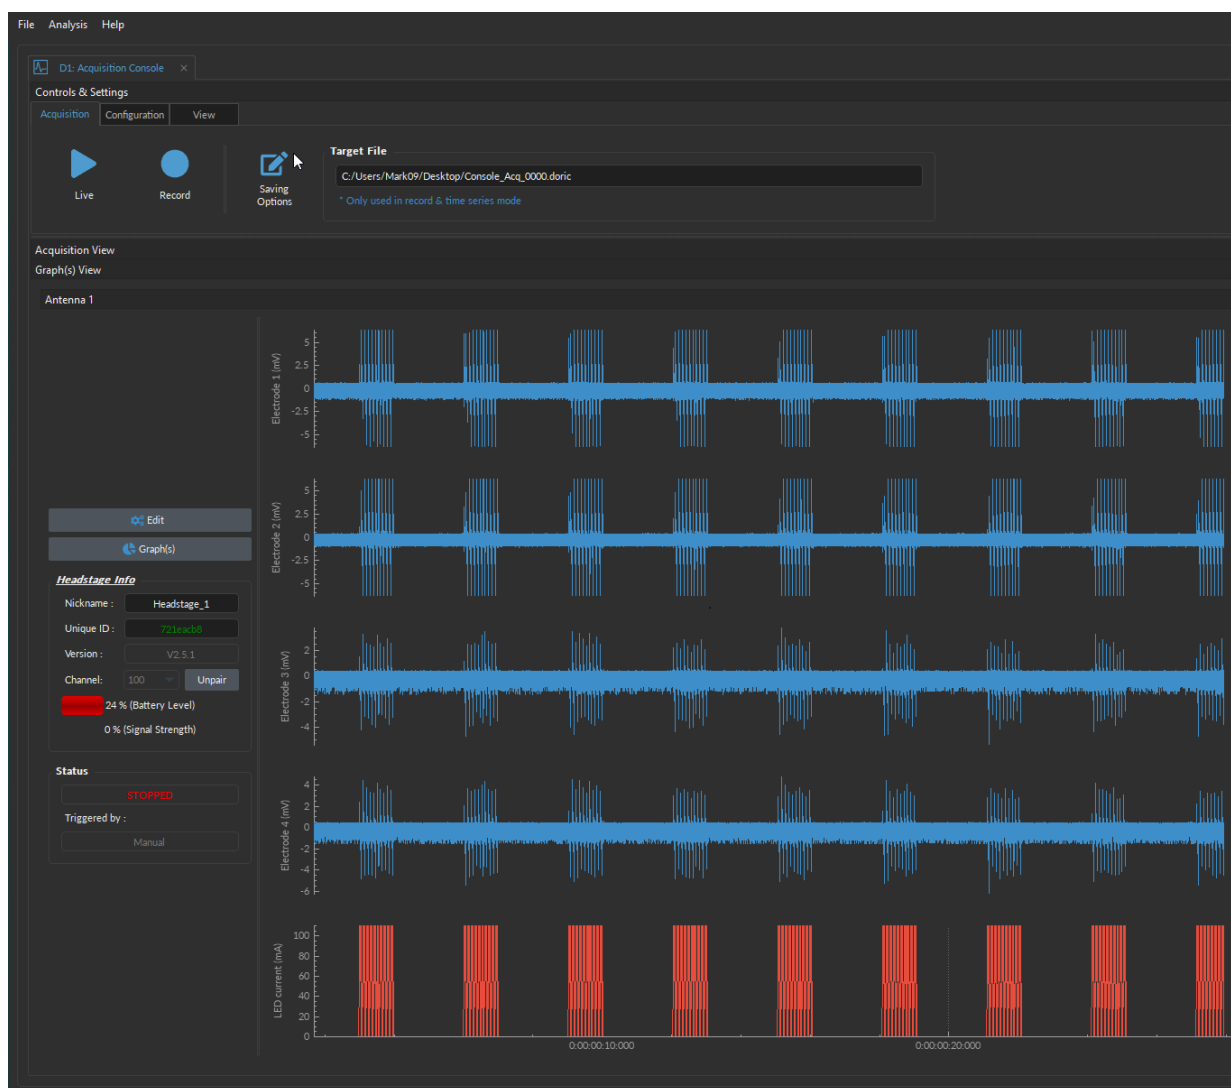 File Analysis Help
D1: Acquisition Console ×
Controls & Settings
Acquisition Configuration View
Live
Record
Saving
Options
Target File
C:/Users/Mark09/Desktop/Console_Acq_0000.doric
* Only used in record & time series mode
Acquisition View
Graph(s) View
Antenna 1
Edit
Graph(s)
Headstage Info
Nickname : Headstage_1
Unique ID : 721eacb8
Version : V2.5.1
Channel: 100 Unpair
24 % (Battery Level)
0 % (Signal Strength)
Status
STOPPED
Triggered by :
Manual
Electrode 1 (mV)
5
2.5
0
-2.5
-5
Electrode 2 (mV)
5
2.5
0
-2.5
-5
Electrode 3 (mV)
2
0
-2
-4
Electrode 4 (mV)
4
2
0
-2
-4
-6
LED current (mA)
100
80
60
40
20
0
0:00:00:10:000
0:00:00:20:000